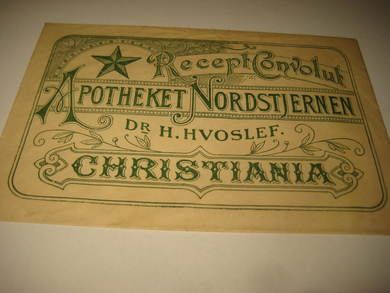 Recept Convolut
APOTHEKET NORDSTJERNEN
DR H. HVOSLEF.
CHRISTIANIA